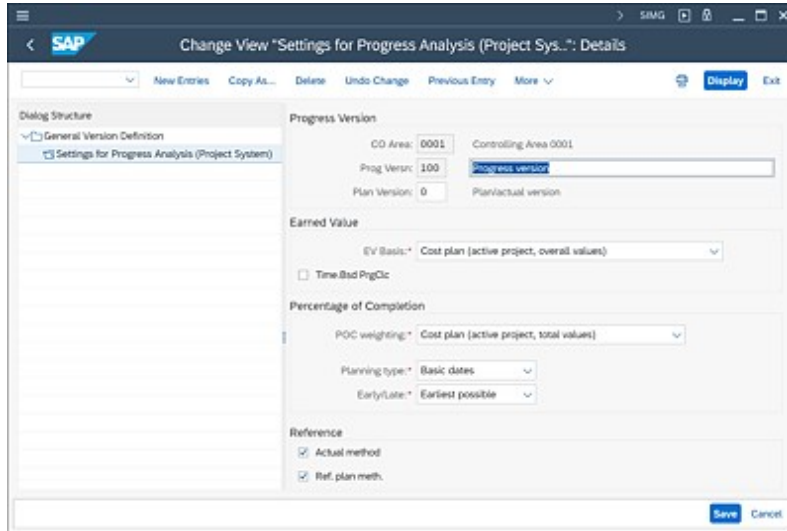 SIMG
SAP
Change View "Settings for Progress Analysis (Project Sys..": Details
New Entries Copy As... Delete Undo Change Previous Entry More Display Exit
Dialog Structure
General Version Definition
Settings for Progress Analysis (Project System)
Progress Version
CO Area: 0001 Controlling Area 0001
Prog Versn: 100 Progress version
Plan Version: 0 Plan/actual version
Earned Value
EV Basis:* Cost plan (active project, overall values)
Time.Bsd PrgClc
Percentage of Completion
POC weighting:* Cost plan (active project, total values)
Planning type:* Basic dates
Early/Late:* Earliest possible
Reference
Actual method
Ref. plan meth.
Save Cancel